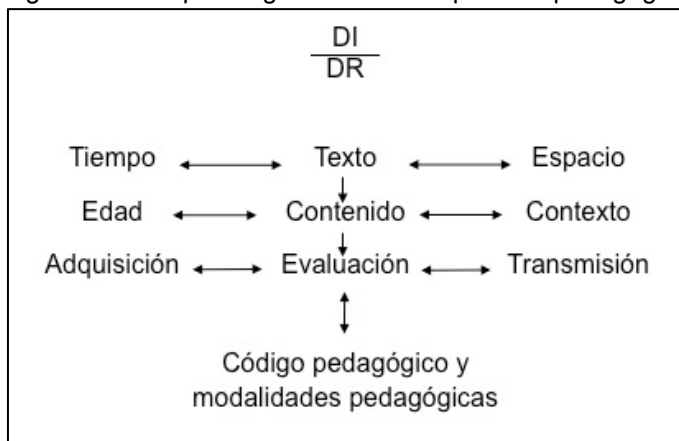 DI
DR
Tiempo Texto Espacio
Edad Contenido Contexto
Adquisición Evaluación Transmisión
Código pedagógico y
modalidades pedagógicas